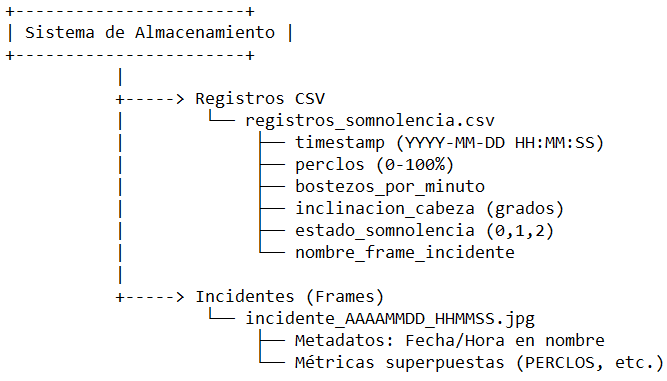 +-----------------------+
| Sistema de Almacenamiento |
+-----------------------+
           |
           +-----> Registros CSV
           |        └── registros_somnolencia.csv
           |             ├── timestamp (YYYY-MM-DD HH:MM:SS)
           |             ├── perclos (0-100%)
           |             ├── bostezos_por_minuto
           |             ├── inclinacion_cabeza (grados)
           |             ├── estado_somnolencia (0,1,2)
           |             └── nombre_frame_incidente
           |
           +-----> Incidentes (Frames)
                    └── incidente_AAAAMMDD_HHMMSS.jpg
                         ├── Metadatos: Fecha/Hora en nombre
                         └── Métricas superpuestas (PERCLOS, etc.)